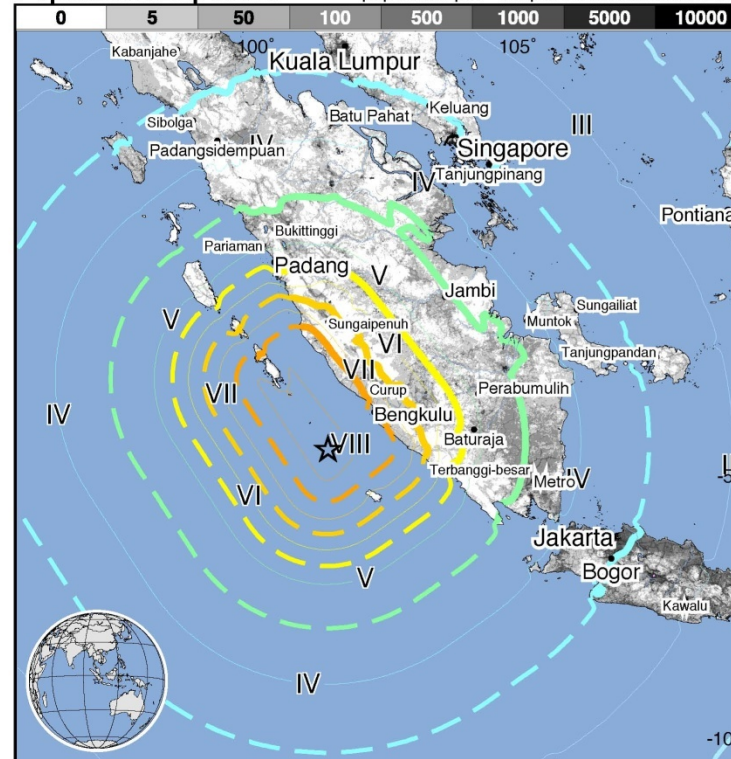 0 5 50 100 500 1000 5000 10000
Kabanjahe
100°
105°
Kuala Lumpur
Batu Pahat
Keluang
III
Sibolga
IV
Padangsidempuan
Singapore
Tanjungpinang
IV
Pontiana
Bukittinggi
Pariaman
Padang
V
Jambi
Sungailiat
Muntok
V
Sungaipenuh
VI
Tanjungpandan
VII
VII
Curup
Perabumulih
IV
Bengkulu
VIII
Baturaja
Terbanggi-besar
Metro
IV
-5
VI
Jakarta
V
Bogor
Kawalu
IV
-10